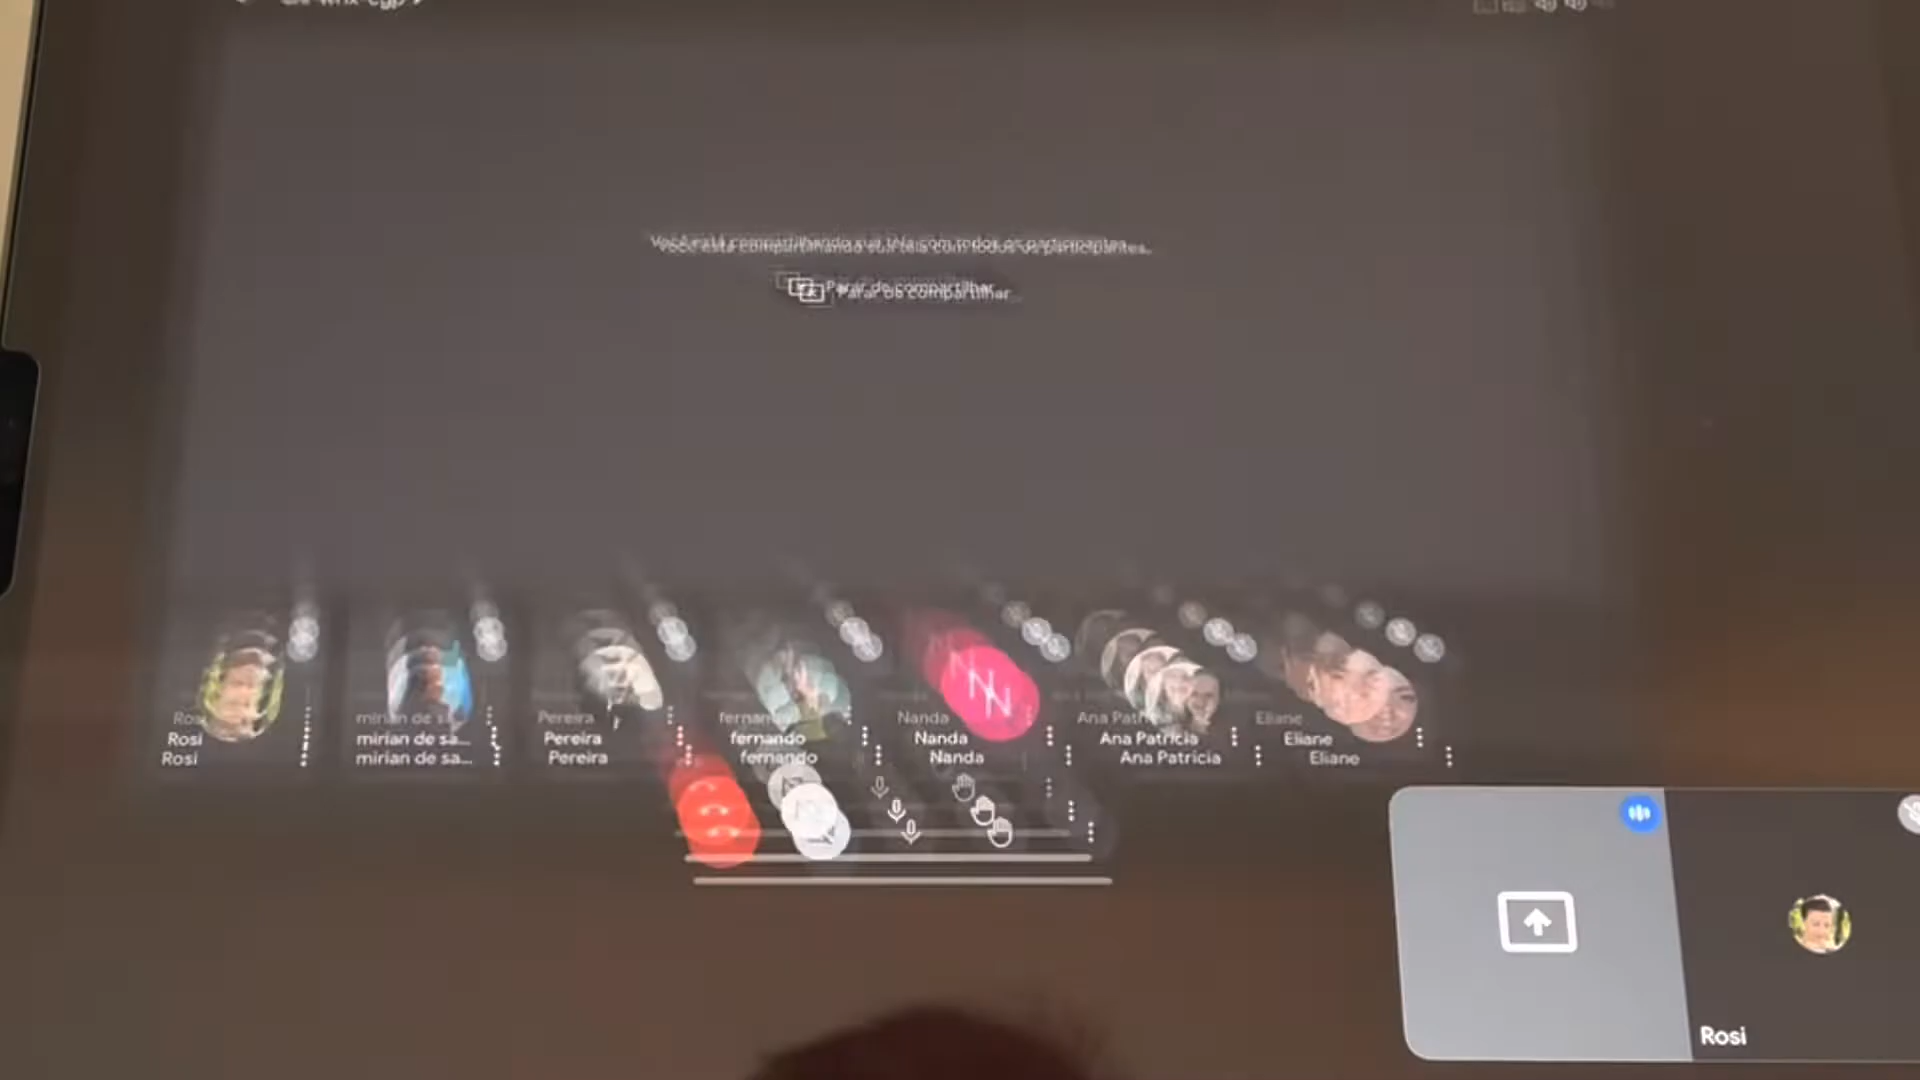 Você está compartilhando sua tela com todos os participantes.
Parar de compartilhar
Rosi
mirian de sa...
Pereira
fernando
Nanda
Ana Patricia
Eliane
Rosi
mirian de sa...
Pereira
fernando
Nanda
Ana Patricia
Eliane
NN
Rosi